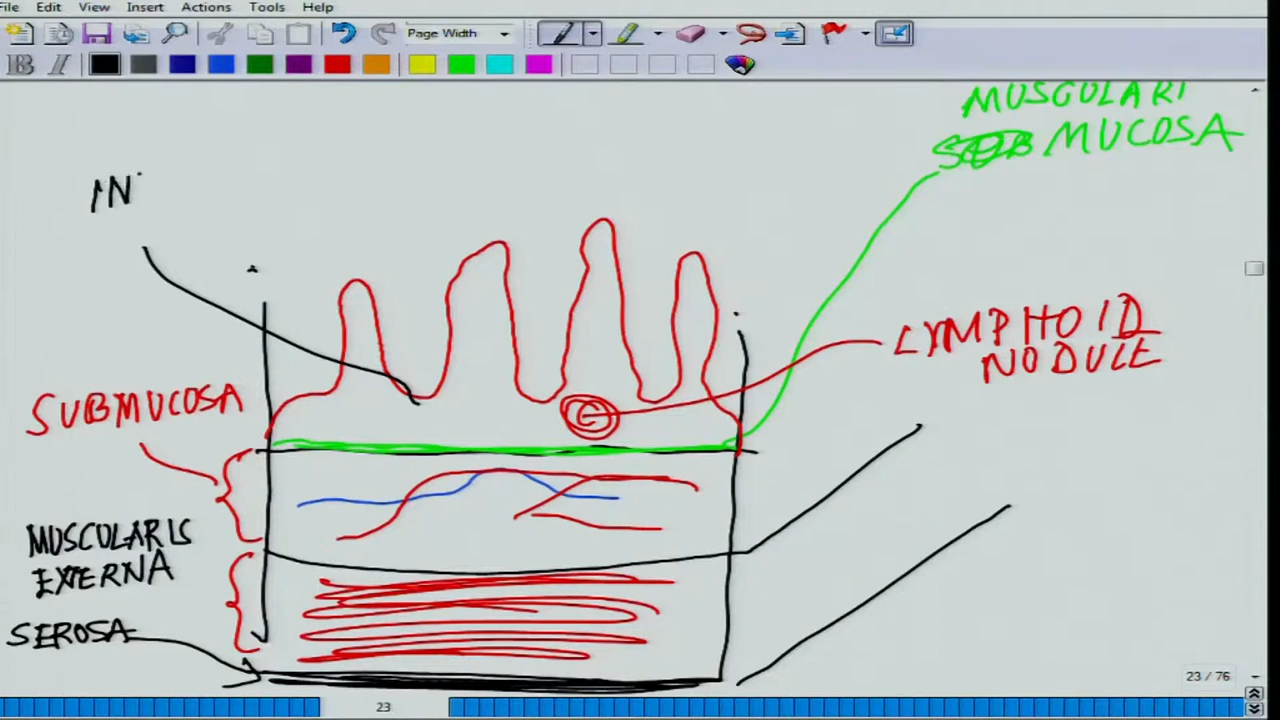 File Edit View Insert Actions Tools Help
Page Width
MUSCULARI
SUB MUCOSA
IN
LYMPHOID
NODULE
SUBMUCOSA
MUSCULARIS
EXTERNA
SEROSA
23 / 76
23